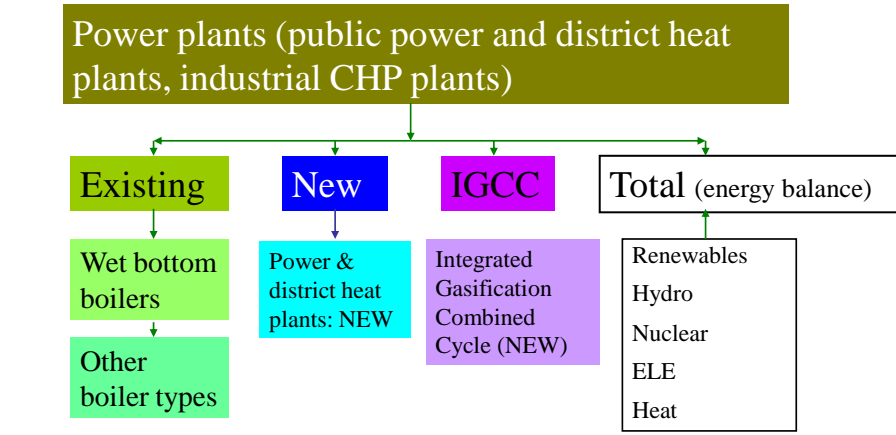 Power plants (public power and district heat
plants, industrial CHP plants)
Existing
New
IGCC
Total (energy balance)
Wet bottom
boilers
Power &
district heat
plants: NEW
Integrated
Gasification
Combined
Cycle (NEW)
Renewables
Hydro
Nuclear
ELE
Heat
Other
boiler types